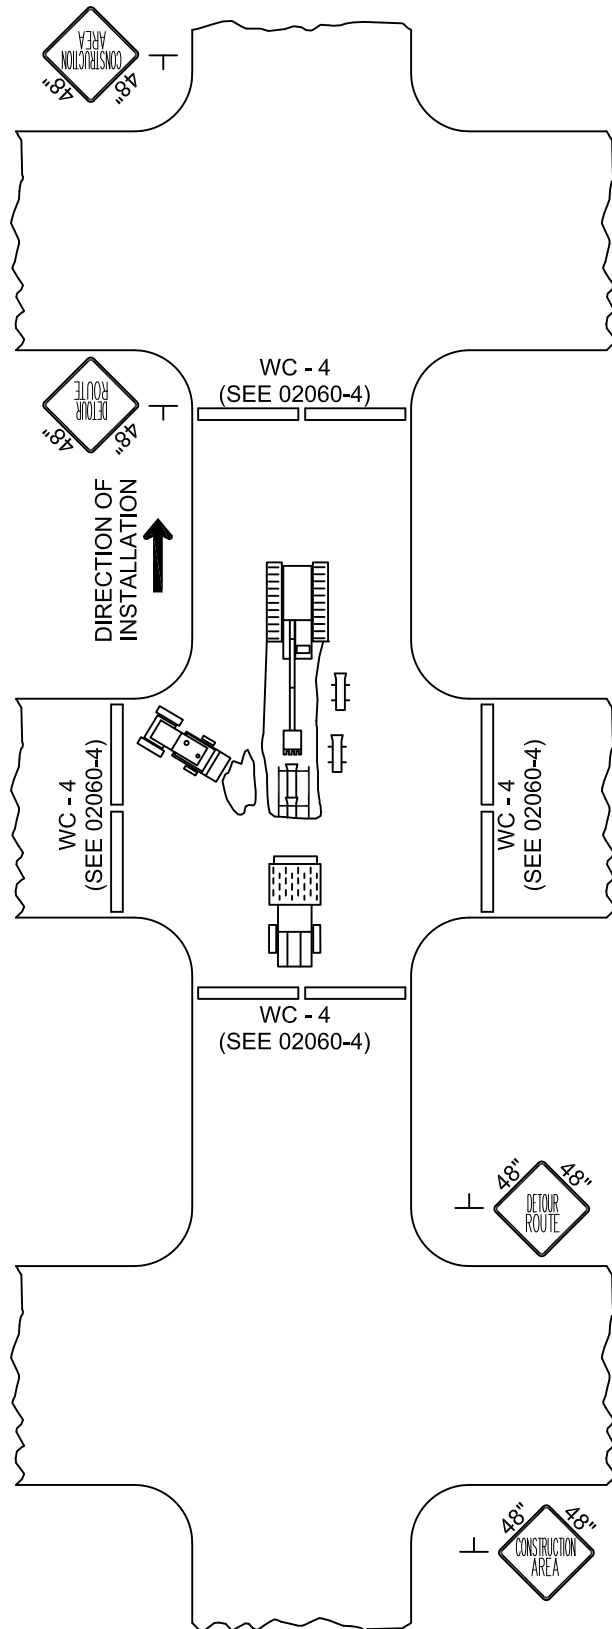 CONSTRUCTION
AREA
48"
48"
WC - 4
(SEE 02060-4)
DETOUR
ROUTE
48"
48"
DIRECTION OF
INSTALLATION
WC - 4
(SEE 02060-4)
WC - 4
(SEE 02060-4)
WC - 4
(SEE 02060-4)
48"
48"
DETOUR
ROUTE
48"
48"
CONSTRUCTION
AREA